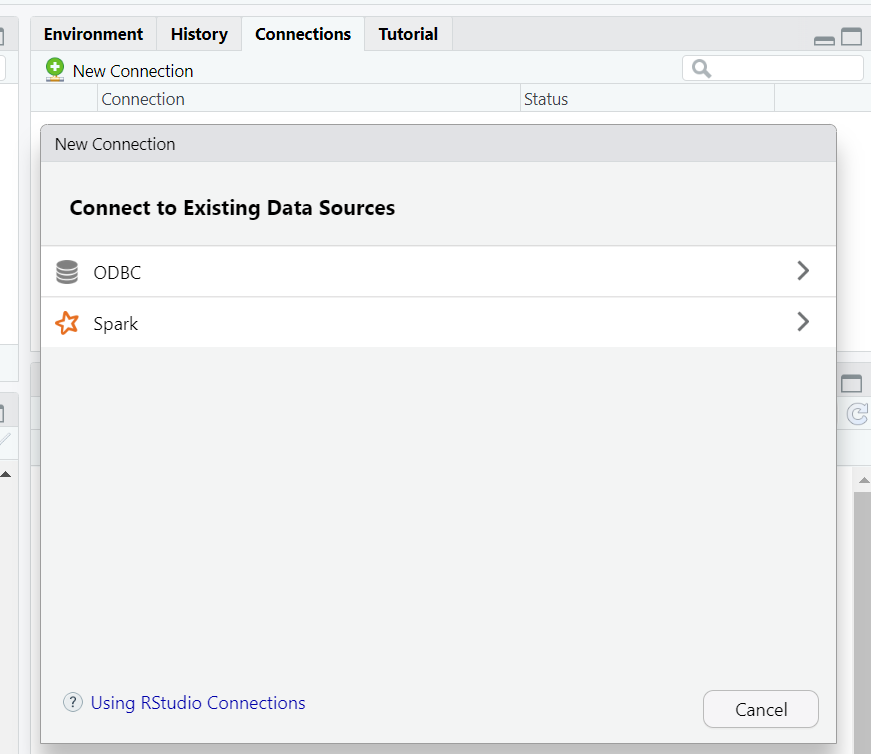 Environment History Connections Tutorial
New Connection
Connection Status
New Connection
Connect to Existing Data Sources
ODBC
Spark
? Using RStudio Connections
Cancel